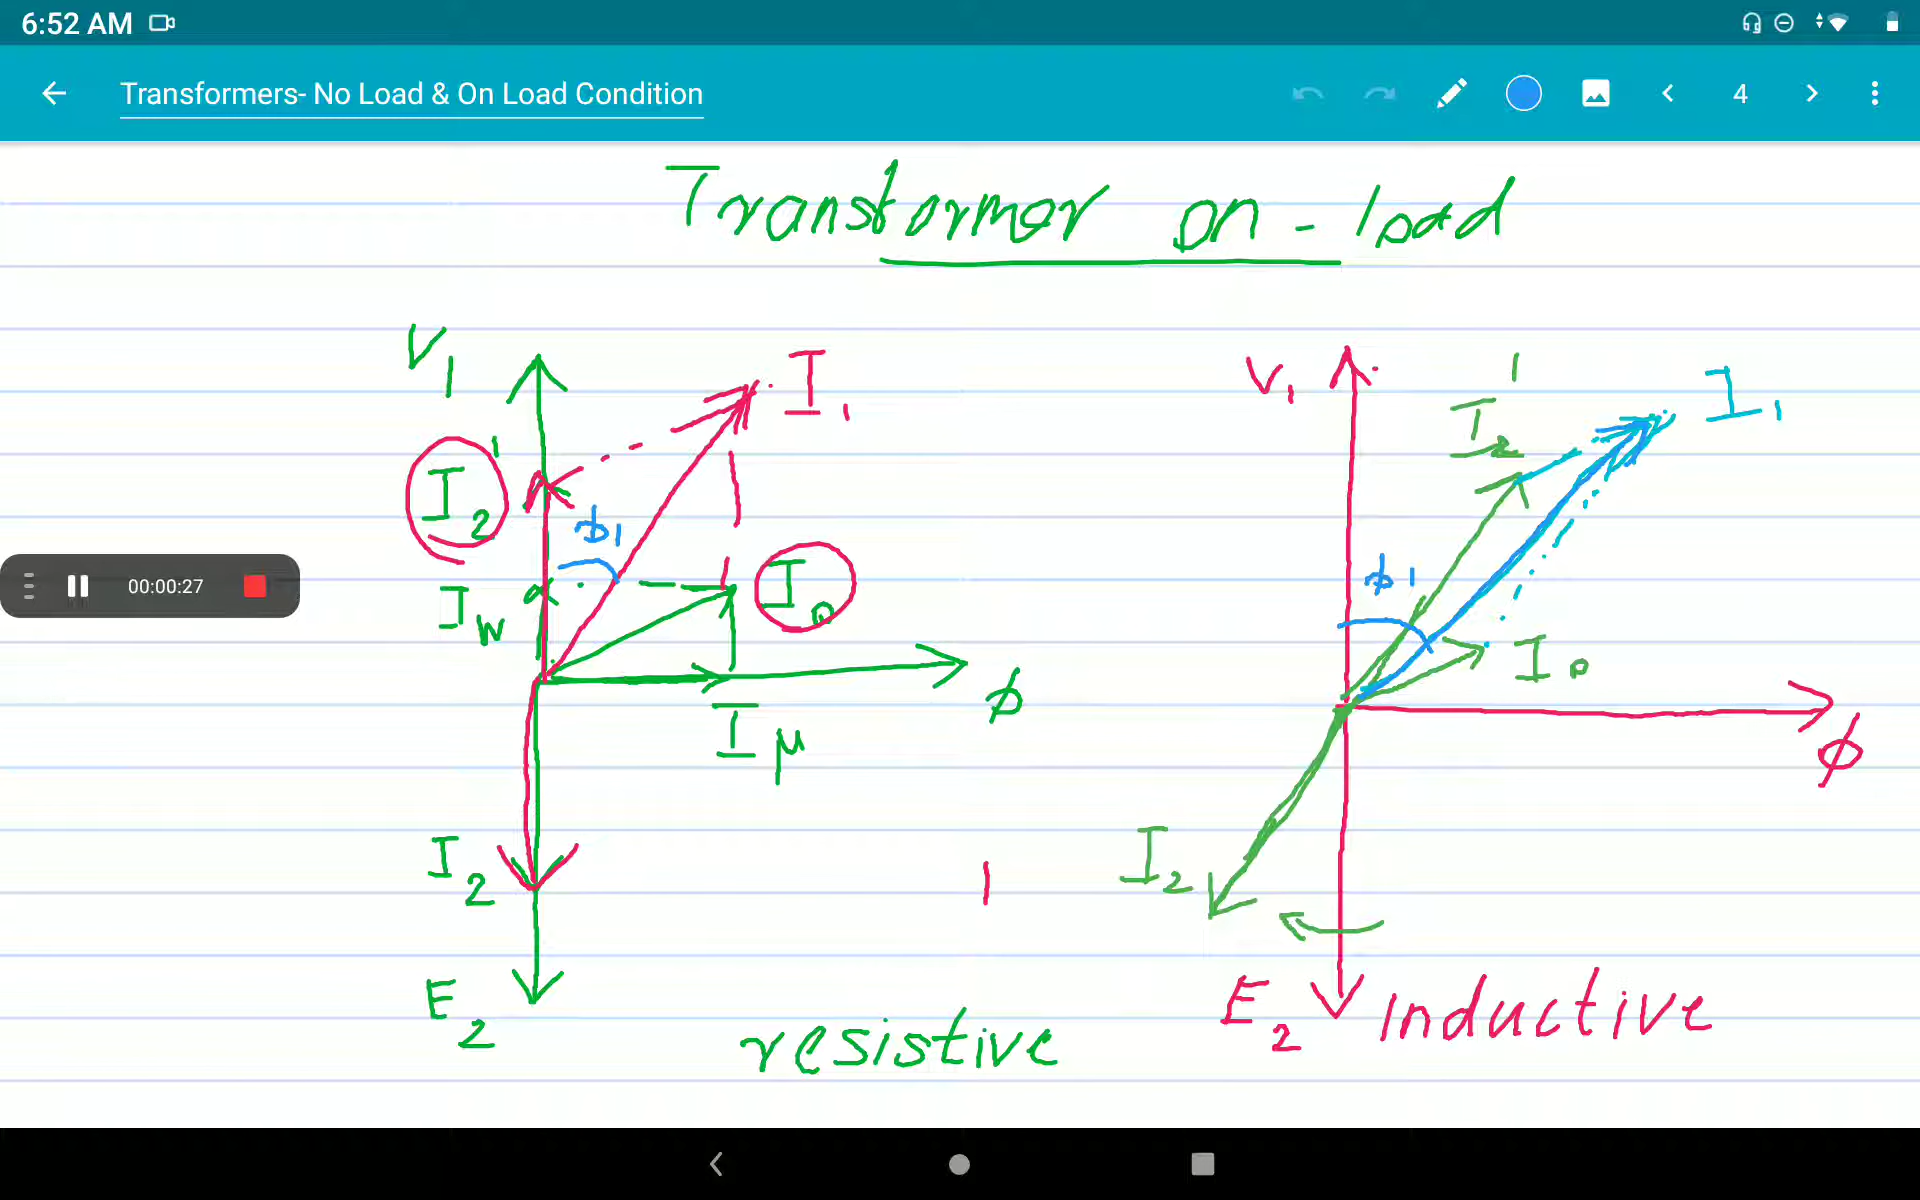 6:52 AM
Transformers- No Load & On Load Condition
4
Transformer on-load
V1
I1
I2'
ϕ1
00:00:27
Iw
I0
ϕ
Iμ
I2
E2
resistive
V1
I2'
I1
ϕ1
I0
ϕ
I2
E2
inductive